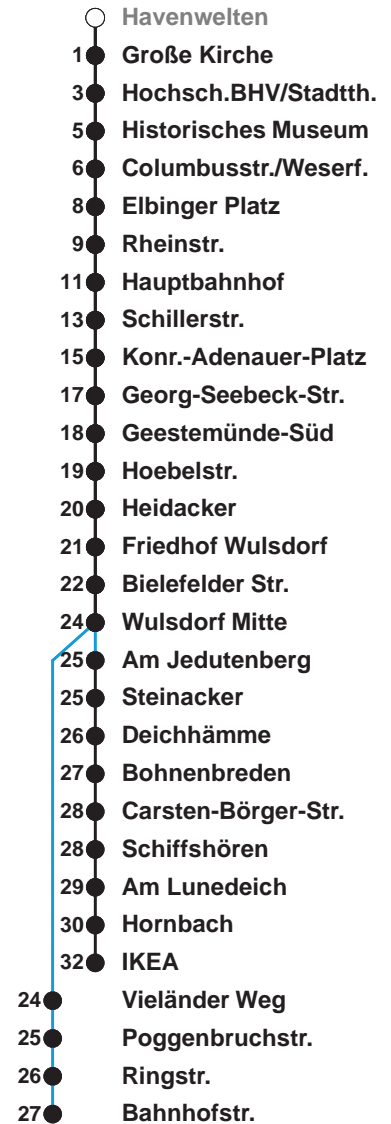 Havenwelten
1 Große Kirche
3 Hochsch.BHV/Stadtth.
5 Historisches Museum
6 Columbusstr./Weserf.
8 Elbinger Platz
9 Rheinstr.
11 Hauptbahnhof
13 Schillerstr.
15 Konr.-Adenauer-Platz
17 Georg-Seebeck-Str.
18 Geestemünde-Süd
19 Hoebelstr.
20 Heidacker
21 Friedhof Wulsdorf
22 Bielefelder Str.
24 Wulsdorf Mitte
25 Am Jedutenberg
25 Steinacker
26 Deichhämme
27 Bohnenbreden
28 Carsten-Börger-Str.
28 Schiffshören
29 Am Lunedeich
30 Hornbach
32 IKEA
24 Vieländer Weg
25 Poggenbruchstr.
26 Ringstr.
27 Bahnhofstr.